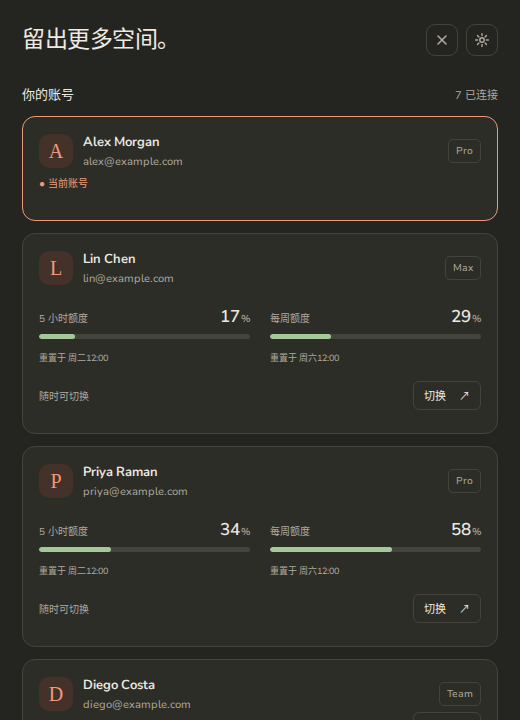 留出更多空间。
你的账号
7 已连接
A
Alex Morgan
alex@example.com
Pro
● 当前账号
L
Lin Chen
lin@example.com
Max
5 小时额度
17%
每周额度
29%
重置于 周二12:00
重置于 周六12:00
随时可切换
切换 ↗
P
Priya Raman
priya@example.com
Pro
5 小时额度
34%
每周额度
58%
重置于 周二12:00
重置于 周六12:00
随时可切换
切换 ↗
D
Diego Costa
diego@example.com
Team